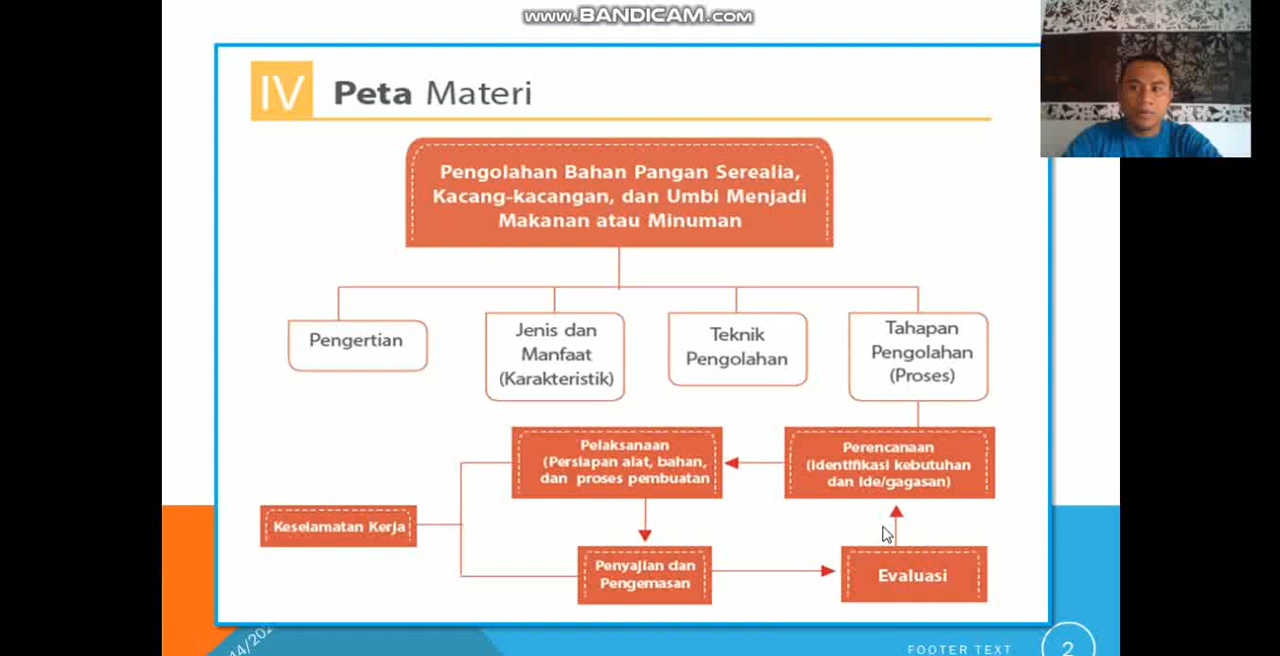 www.BANDICAM.com
IV Peta Materi
Pengolahan Bahan Pangan Serealia,
Kacang-kacangan, dan Umbi Menjadi
Makanan atau Minuman
Pengertian
Jenis dan
Manfaat
(Karakteristik)
Teknik
Pengolahan
Tahapan
Pengolahan
(Proses)
Pelaksanaan
(Persiapan alat, bahan,
dan proses pembuatan
Perencanaan
(Identifikasi kebutuhan
dan Ide/gagasan)
Keselamatan Kerja
Penyajian dan
Pengemasan
Evaluasi
FOOTER TEXT
2